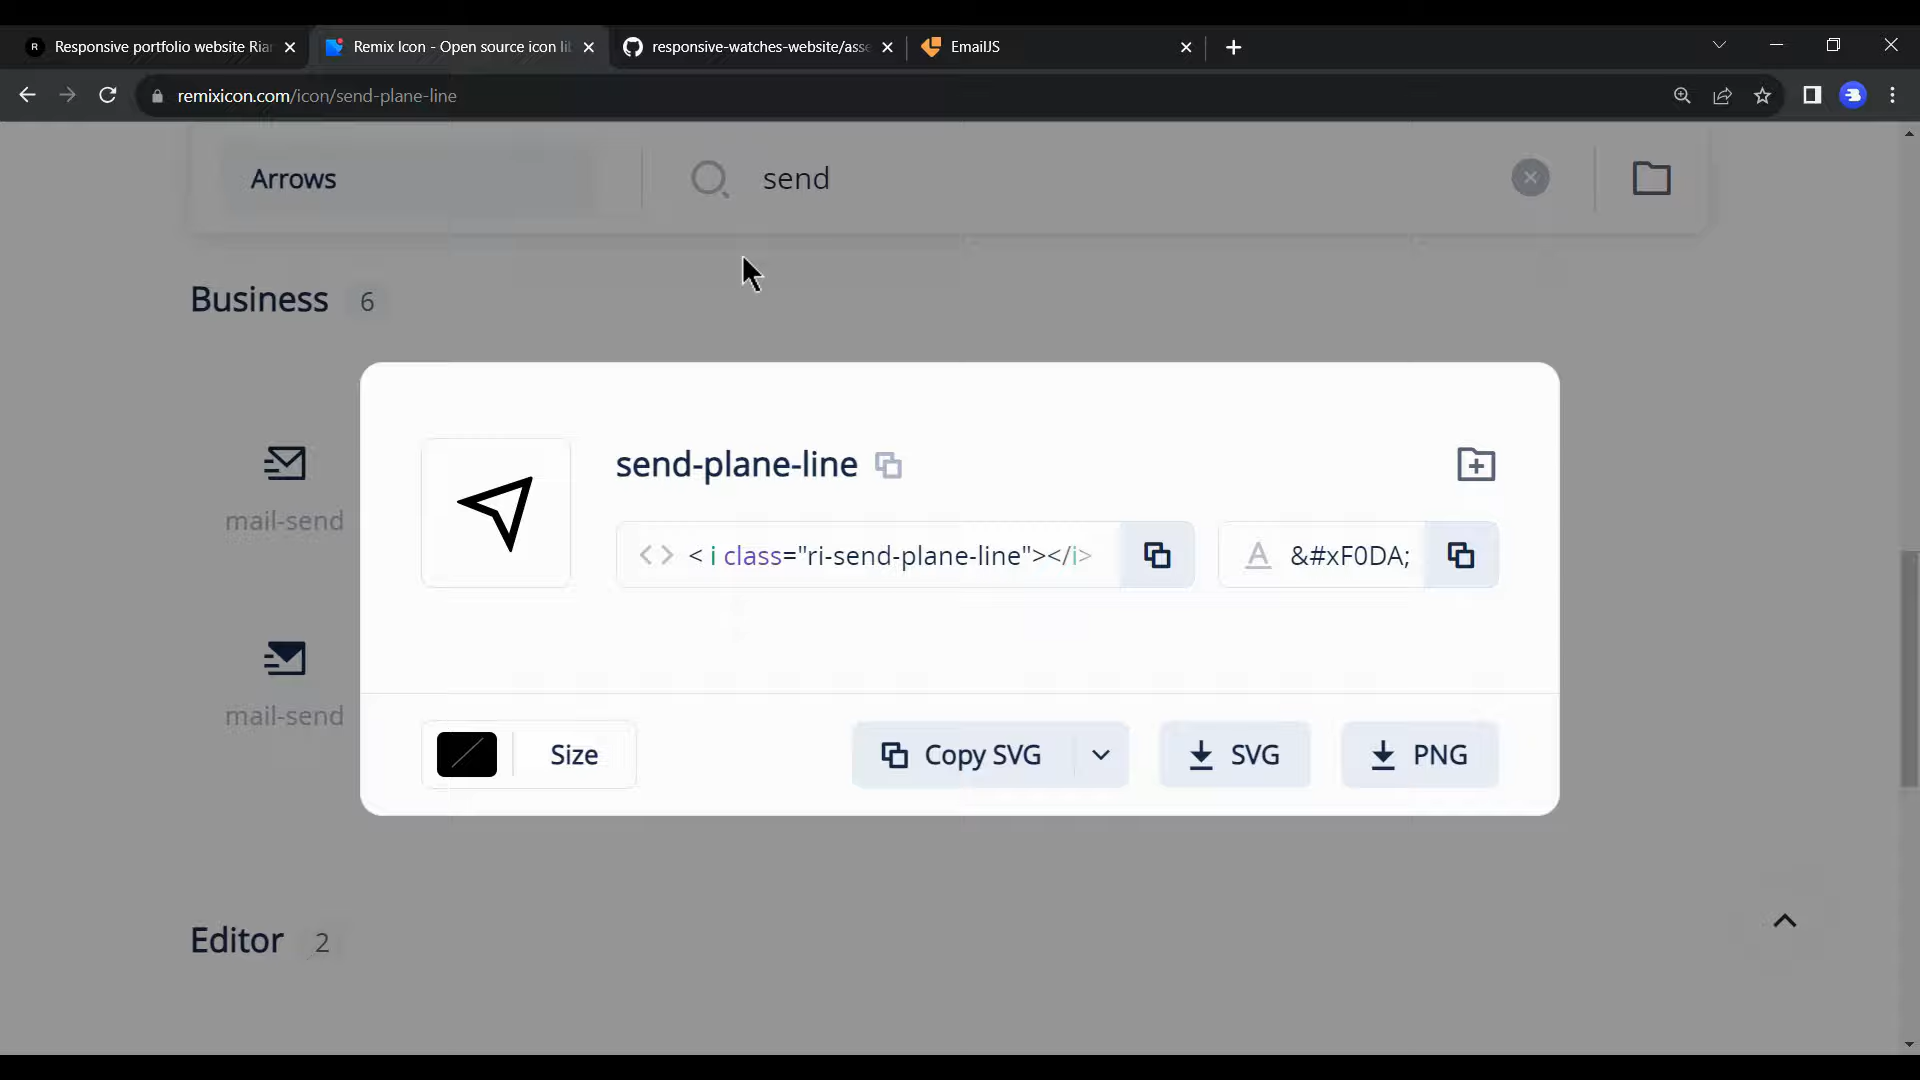 Responsive portfolio website Ria
Remix Icon - Open source icon li
responsive-watches-website/asse
EmailJS
remixicon.com/icon/send-plane-line
Arrows
send
Business 6
mail-send
send-plane-line
< i class="ri-send-plane-line"></i>
&#xF0DA;
mail-send
Size
Copy SVG
SVG
PNG
Editor 2